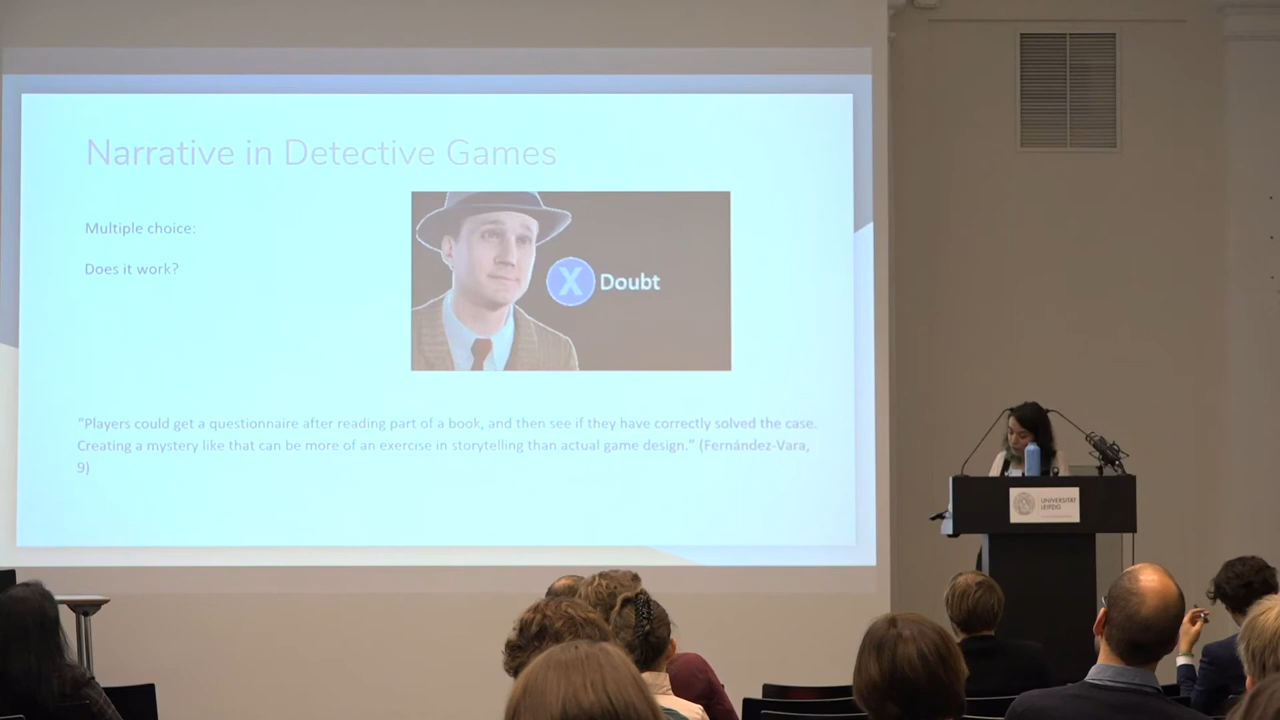 Narrative in Detective Games
Multiple choice:
Does it work?
X Doubt
“Players could get a questionnaire after reading part of a book, and then see if they have correctly solved the case.
Creating a mystery like that can be more of an exercise in storytelling than actual game design.” (Fernández-Vara,
9)
UNIVERSITÄT
LEIPZIG